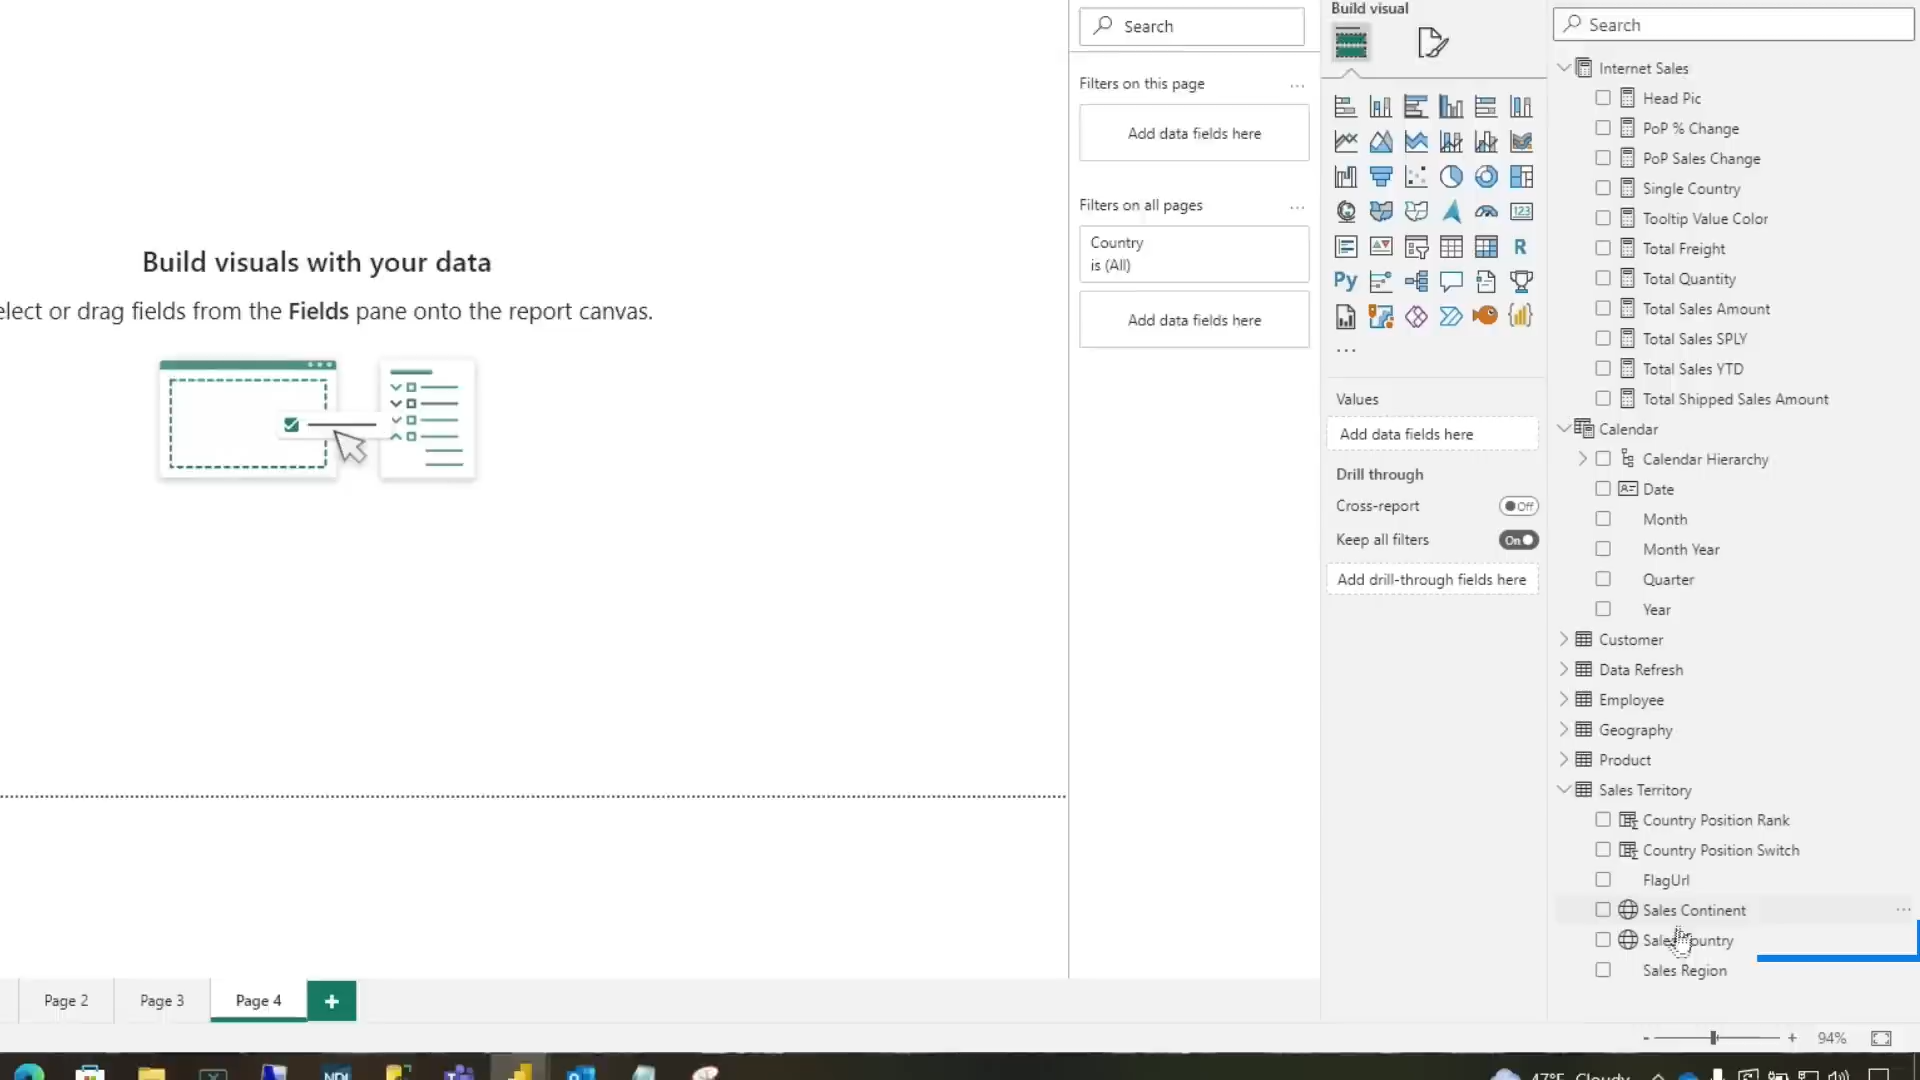 Build visuals with your data
elect or drag fields from the Fields pane onto the report canvas.
Page 2
Page 3
Page 4
+
Search
Filters on this page
...
Add data fields here
Filters on all pages
...
Country
is (All)
Add data fields here
Build visual
123
R
Py
...
Values
Add data fields here
Drill through
Cross-report
Off
Keep all filters
On
Add drill-through fields here
Search
Internet Sales
Head Pic
PoP % Change
PoP Sales Change
Single Country
Tooltip Value Color
Total Freight
Total Quantity
Total Sales Amount
Total Sales SPLY
Total Sales YTD
Total Shipped Sales Amount
Calendar
Calendar Hierarchy
Date
Month
Month Year
Quarter
Year
Customer
Data Refresh
Employee
Geography
Product
Sales Territory
Country Position Rank
Country Position Switch
FlagUrl
Sales Continent
...
Sales Country
Sales Region
- + 94%
NDI
47°F Cloudy